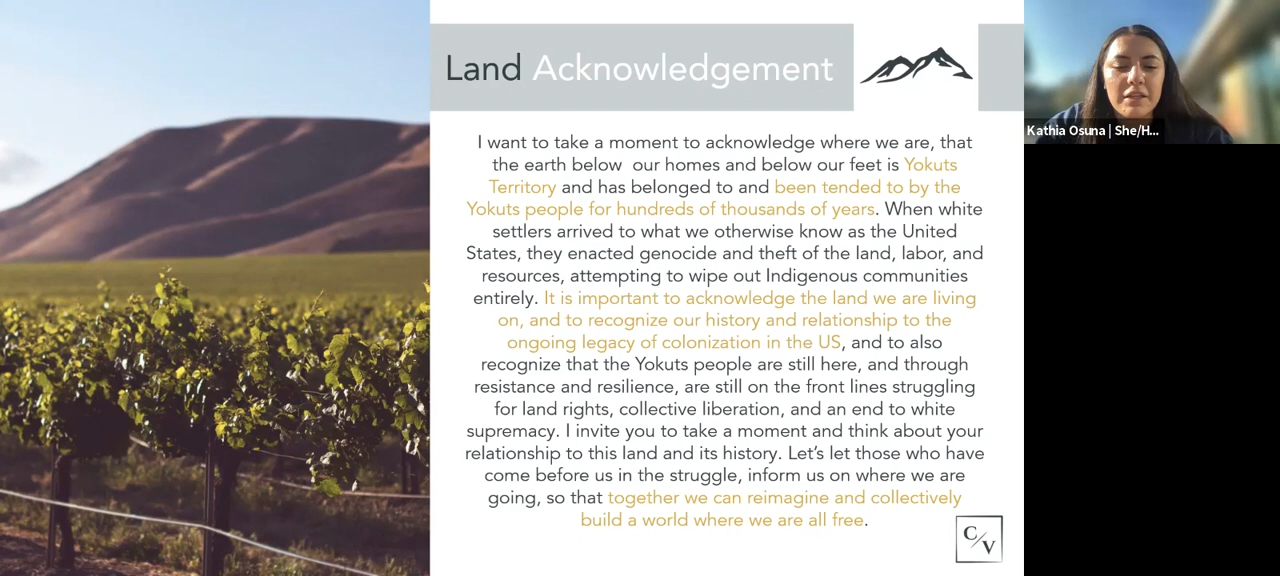 Land Acknowledgement
I want to take a moment to acknowledge where we are, that
the earth below our homes and below our feet is Yokuts
Territory and has belonged to and been tended to by the
Yokuts people for hundreds of thousands of years. When white
settlers arrived to what we otherwise know as the United
States, they enacted genocide and theft of the land, labor, and
resources, attempting to wipe out Indigenous communities
entirely. It is important to acknowledge the land we are living
on, and to recognize our history and relationship to the
ongoing legacy of colonization in the US, and to also
recognize that the Yokuts people are still here, and through
resistance and resilience, are still on the front lines struggling
for land rights, collective liberation, and an end to white
supremacy. I invite you to take a moment and think about your
relationship to this land and its history. Let's let those who have
come before us in the struggle, inform us on where we are
going, so that together we can reimagine and collectively
build a world where we are all free.
C/V
Kathia Osuna | She/H...